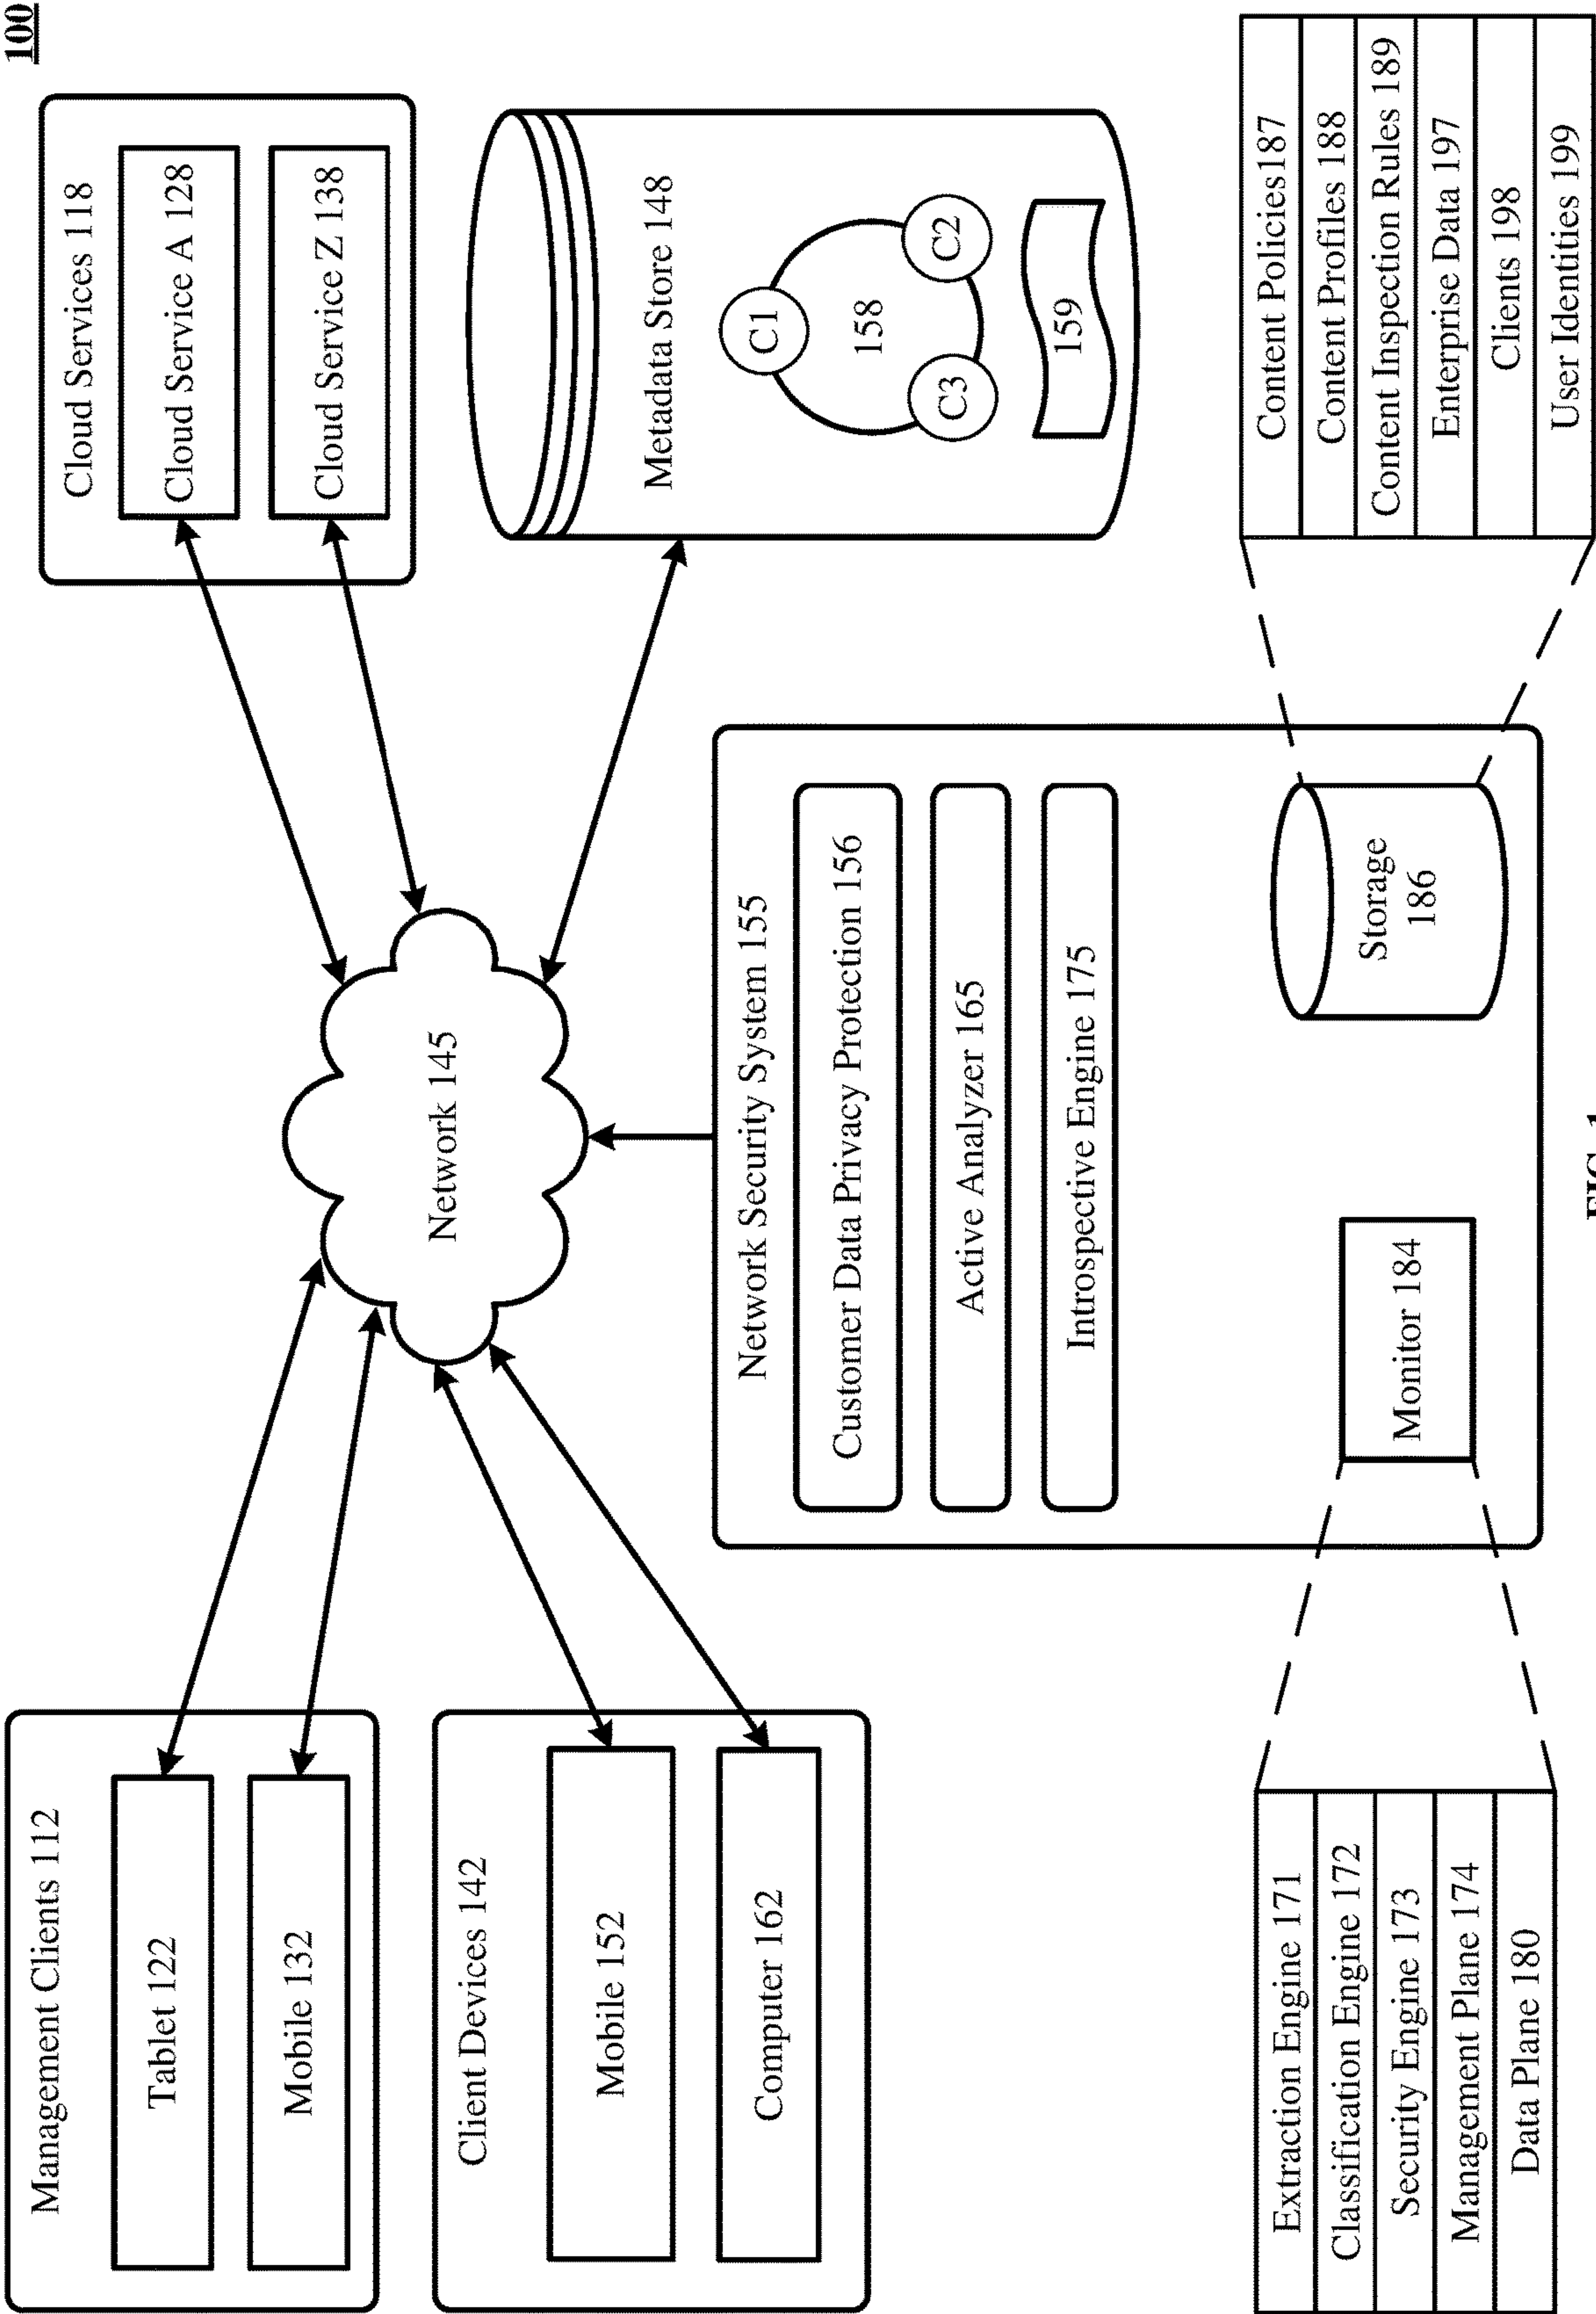 100
Management Clients 112
Tablet 122
Mobile 132
Client Devices 142
Mobile 152
Computer 162
Network 145
Cloud Services 118
Cloud Service A 128
Cloud Service Z 138
Metadata Store 148
C1
158
C3
C2
159
Network Security System 155
Customer Data Privacy Protection 156
Active Analyzer 165
Introspective Engine 175
Monitor 184
Storage
186
Extraction Engine 171
Classification Engine 172
Security Engine 173
Management Plane 174
Data Plane 180
Content Policies187
Content Profiles 188
Content Inspection Rules 189
Enterprise Data 197
Clients 198
User Identities 199
FIG. 1